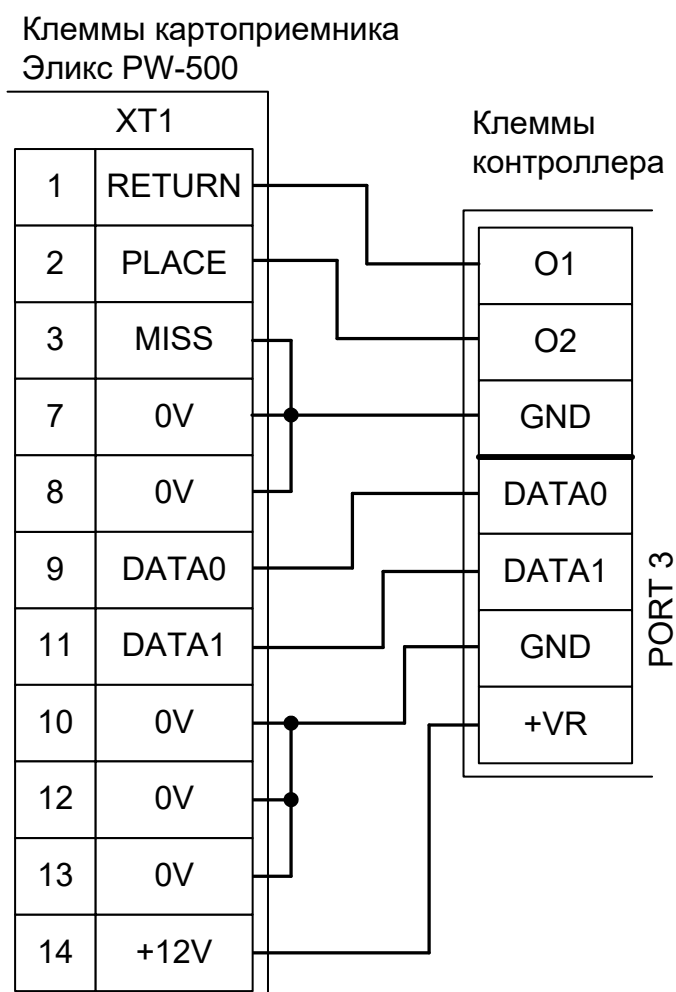 Клеммы картоприемника
Эликс PW-500
XT1
1 RETURN
2 PLACE
3 MISS
7 0V
8 0V
9 DATA0
11 DATA1
10 0V
12 0V
13 0V
14 +12V
Клеммы
контроллера
O1
O2
GND
DATA0
DATA1
GND
+VR
PORT 3